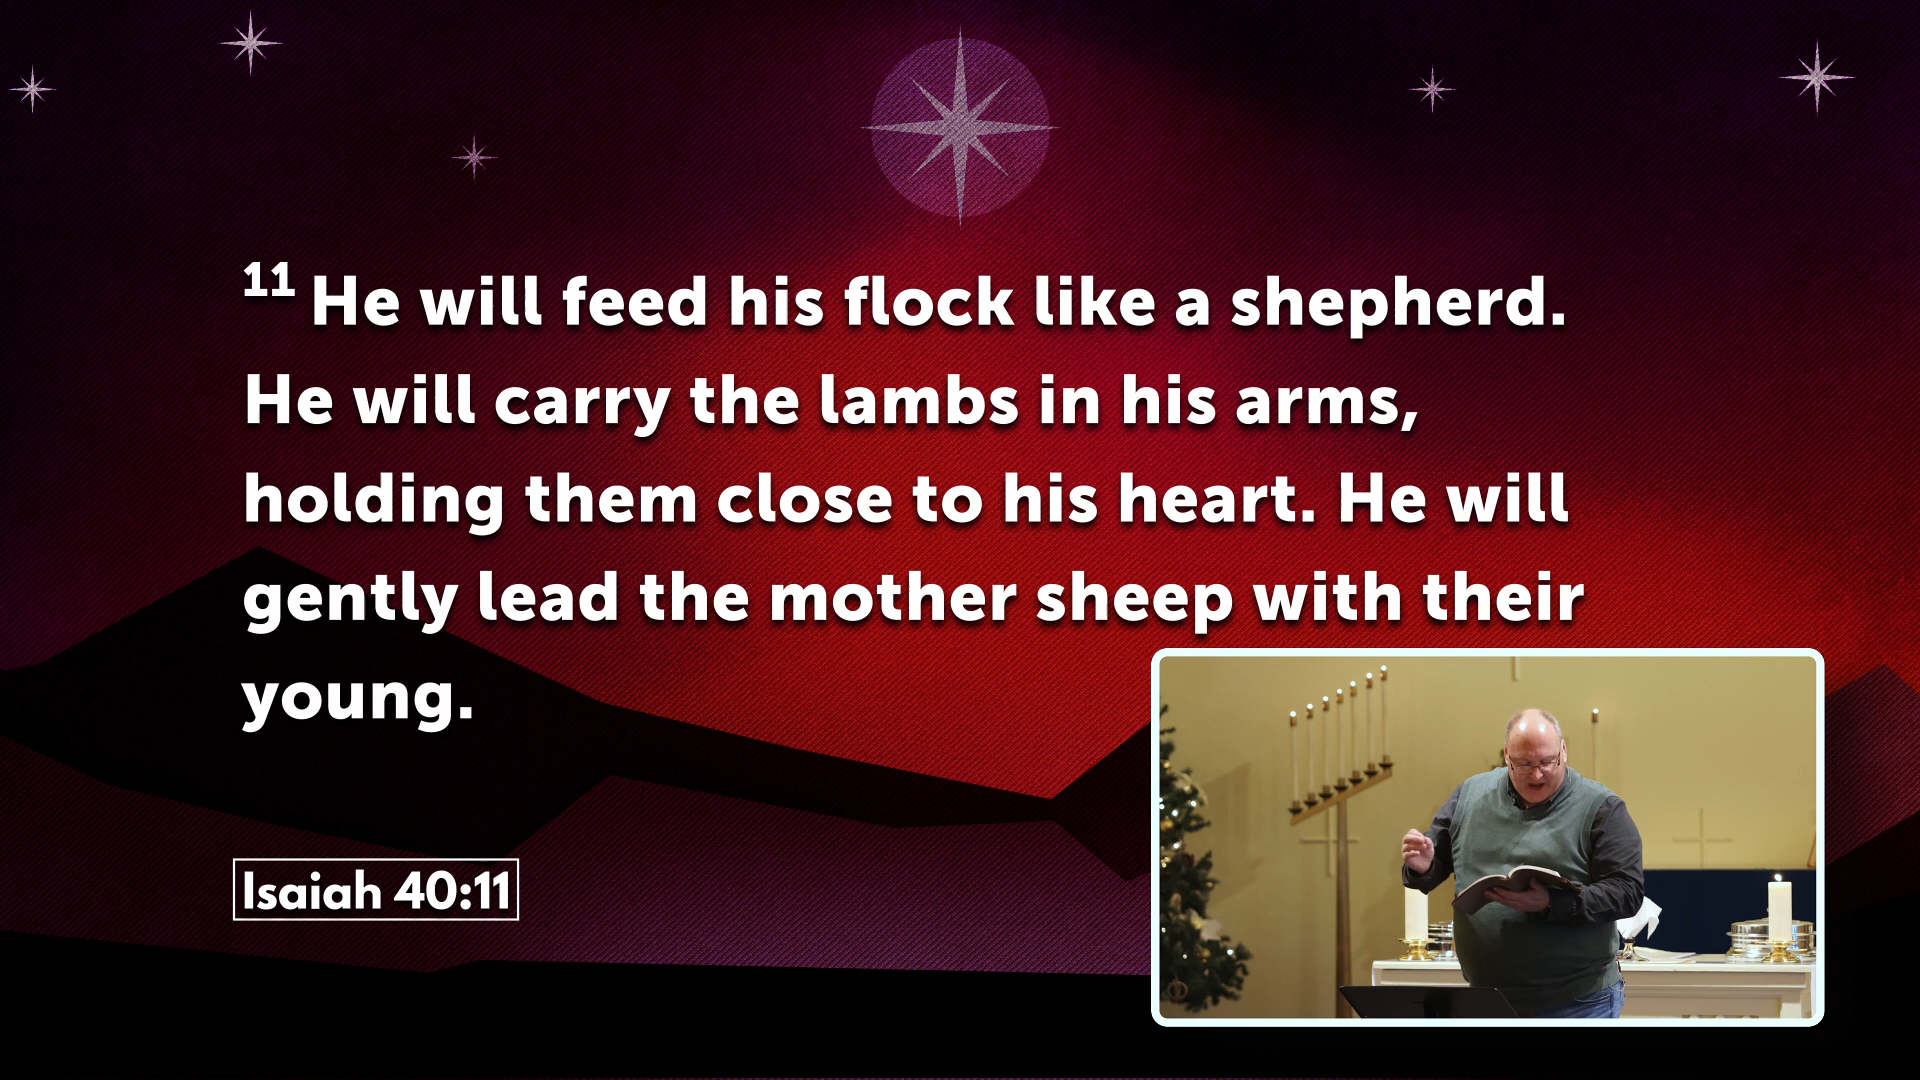 11 He will feed his flock like a shepherd.
He will carry the lambs in his arms,
holding them close to his heart. He will
gently lead the mother sheep with their
young.
Isaiah 40:11